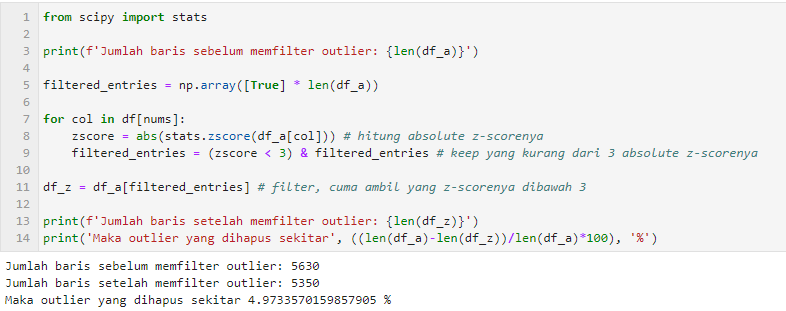 1 from scipy import stats
2
3 print(f'Jumlah baris sebelum memfilter outlier: {len(df_a)}')
4
5 filtered_entries = np.array([True] * len(df_a))
6
7 for col in df[nums]:
8     zscore = abs(stats.zscore(df_a[col])) # hitung absolute z-scorenya
9     filtered_entries = (zscore < 3) & filtered_entries # keep yang kurang dari 3 absolute z-scorenya
10
11 df_z = df_a[filtered_entries] # filter, cuma ambil yang z-scorenya dibawah 3
12
13 print(f'Jumlah baris setelah memfilter outlier: {len(df_z)}')
14 print('Maka outlier yang dihapus sekitar', ((len(df_a)-len(df_z))/len(df_a)*100), '%')
Jumlah baris sebelum memfilter outlier: 5630
Jumlah baris setelah memfilter outlier: 5350
Maka outlier yang dihapus sekitar 4.9733570159857905 %